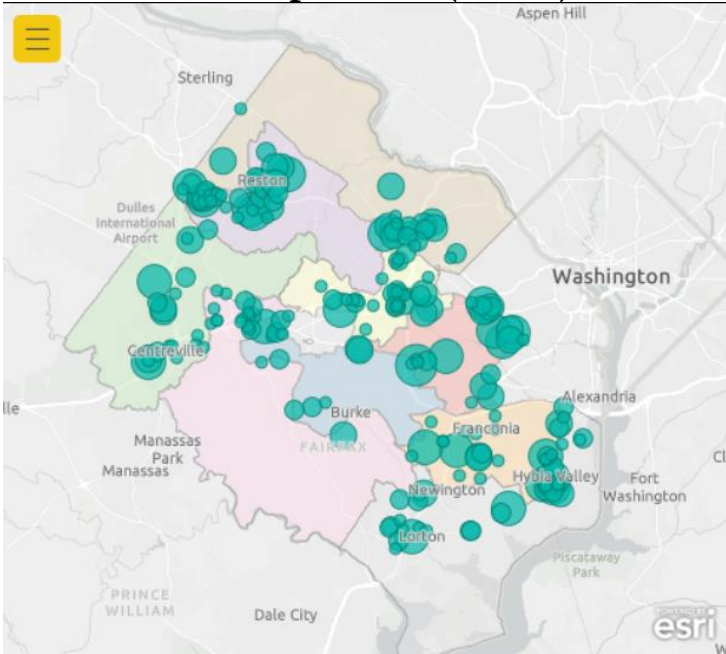 Aspen Hill
Sterling
Reston
Dulles
International
Airport
Washington
Centreville
Alexandria
Burke
Franconia
Manassas
Park
FAIRFAX
Manassas
Hybla Valley
Fort
Washington
Newington
Lorton
Piscataway
Park
PRINCE
WILLIAM
Dale City
POWERED BY
esri